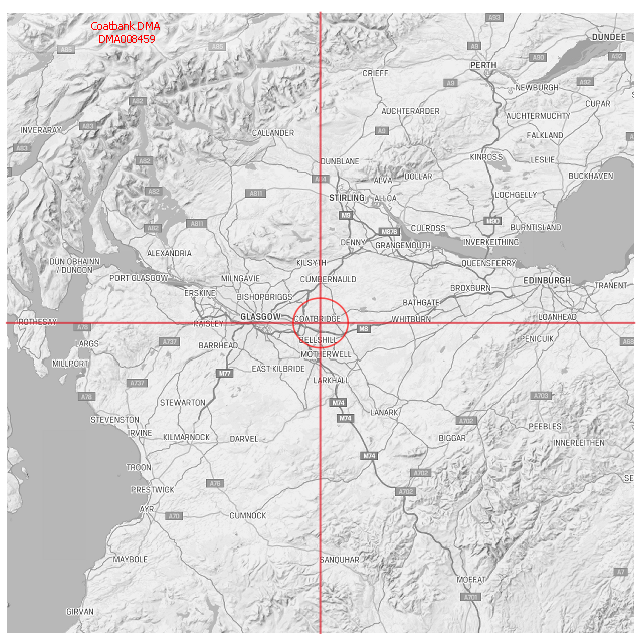 Coatbank DMA
DMA008459
A93
DUNDEE
A85
A85
A9
PERTH
A90
A92
CRIEFF
A9
NEWBURGH
A82
CUPAR
AUCHTERARDER
AUCHTERMUCHTY
INVERARAY
A83
A9
CALLANDER
FALKLAND
A83
DUNBLANE
KINROSS
LESLIE
A82
ALVA
DOLLAR
BUCKHAVEN
A84
A82
A811
STIRLING
ALLOA
LOCHGELLY
M9
M90
A82
A811
M876
CULROSS
BURNTISLAND
DENNY
GRANGEMOUTH
INVERKEITHING
ALEXANDRIA
DUN OBHAINN
/ DUNOON
KILSYTH
QUEENSFERRY
PORT GLASGOW
MILNGAVIE
CUMBERNAULD
EDINBURGH
TRANENT
ERSKINE
BISHOPBRIGGS
BROXBURN
BATHGATE
ROTHESAY
PAISLEY
GLASGOW
COATBRIDGE
WHITBURN
LOANHEAD
A78
M8
LARGS
A737
BARRHEAD
BELLSHILL
PENICUIK
A68
MILLPORT
MOTHERWELL
EAST KILBRIDE
M77
A737
LARKHALL
A78
STEWARTON
M74
A703
LANARK
STEVENSTON
M74
A702
PEEBLES
IRVINE
KILMARNOCK
DARVEL
BIGGAR
INNERLEITHEN
M74
TROON
A702
SE
A76
PRESTWICK
A702
AYR
A70
CUMNOCK
MAYBOLE
SANQUHAR
A7
MOFFAT
A701
GIRVAN